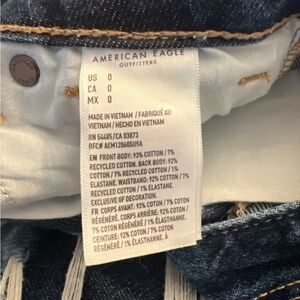 AMERICAN EAGLE
OUTFITTERS
US 0
CA 0
MX 0
MADE IN VIETNAM / FABRIQUÉ AU
VIETNAM / HECHO EN VIETNAM
RN 54485/CA 03873
RFC# AEM120605U9A
EN FRONT BODY: 93% COTTON / 7%
RECYCLED COTTON. BACK BODY: 92%
COTTON / 7% RECYCLED COTTON / 1%
ELASTANE. WAISTBAND: 92% COTTON / 7%
RECYCLED COTTON / 1% ELASTANE.
EXCLUSIVE OF DECORATION.
FR CORPS AVANT: 93% COTON / 7% COTON
RÉGÉNÉRÉ. CORPS ARRIÈRE: 92% COTON /
7% COTON RÉGÉNÉRÉ / 1% ÉLASTHANNE.
CEINTURE: 92% COTON / 7% COTON
RÉGÉNÉRÉ / 1% ÉLASTHANNE. À